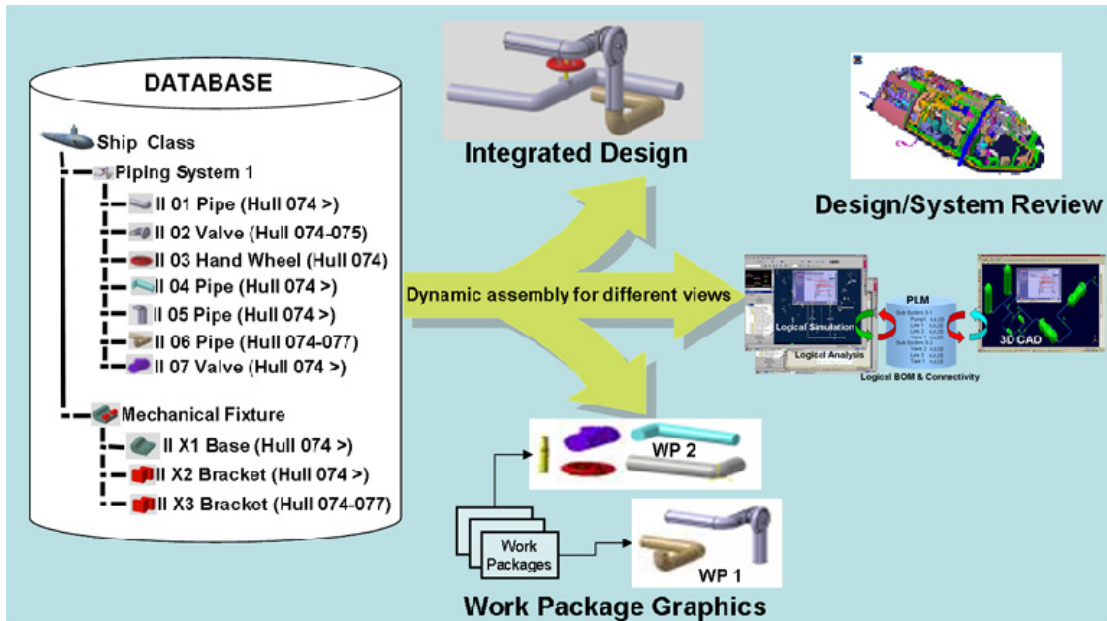 DATABASE
Ship Class
Piping System 1
II 01 Pipe (Hull 074 >)
II 02 Valve (Hull 074-075)
II 03 Hand Wheel (Hull 074)
II 04 Pipe (Hull 074 >)
II 05 Pipe (Hull 074 >)
II 06 Pipe (Hull 074-077)
II 07 Valve (Hull 074 >)
Mechanical Fixture
II X1 Base (Hull 074 >)
II X2 Bracket (Hull 074 >)
II X3 Bracket (Hull 074-077)
Dynamic assembly for different views
Integrated Design
Design/System Review
Logical Simulation
Logical Analysis
PLM
3D CAD
Logical BOM & Connectivity
WP 2
Work
Packages
WP 1
Work Package Graphics